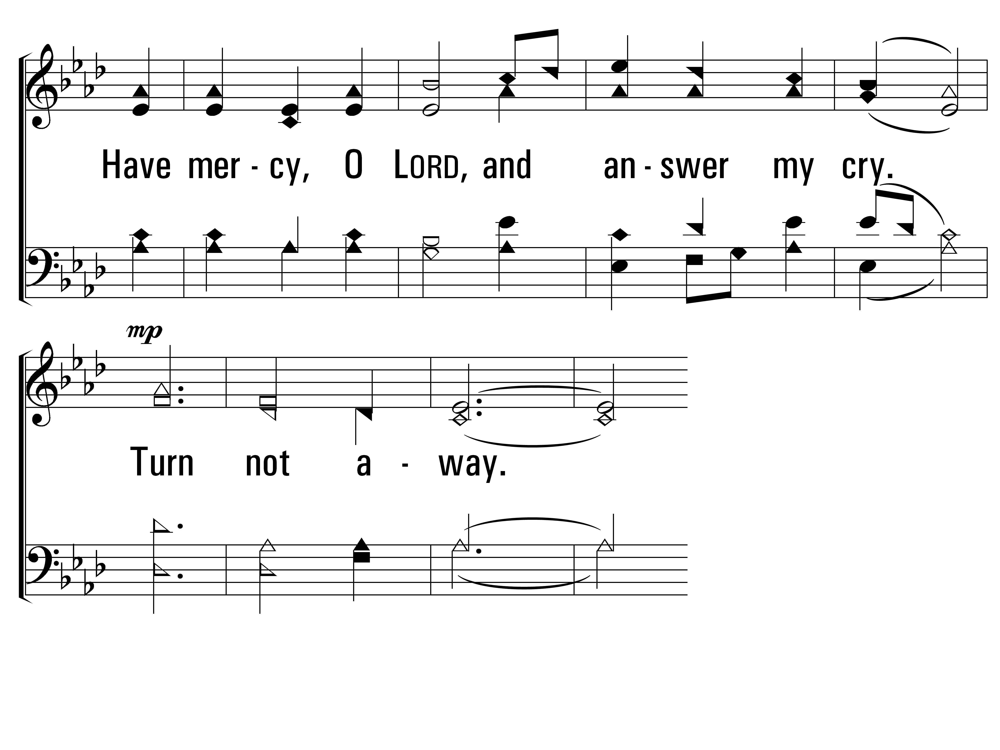 Have mer - cy, O LORD, and an - swer my cry.
mp
Turn not a - way.